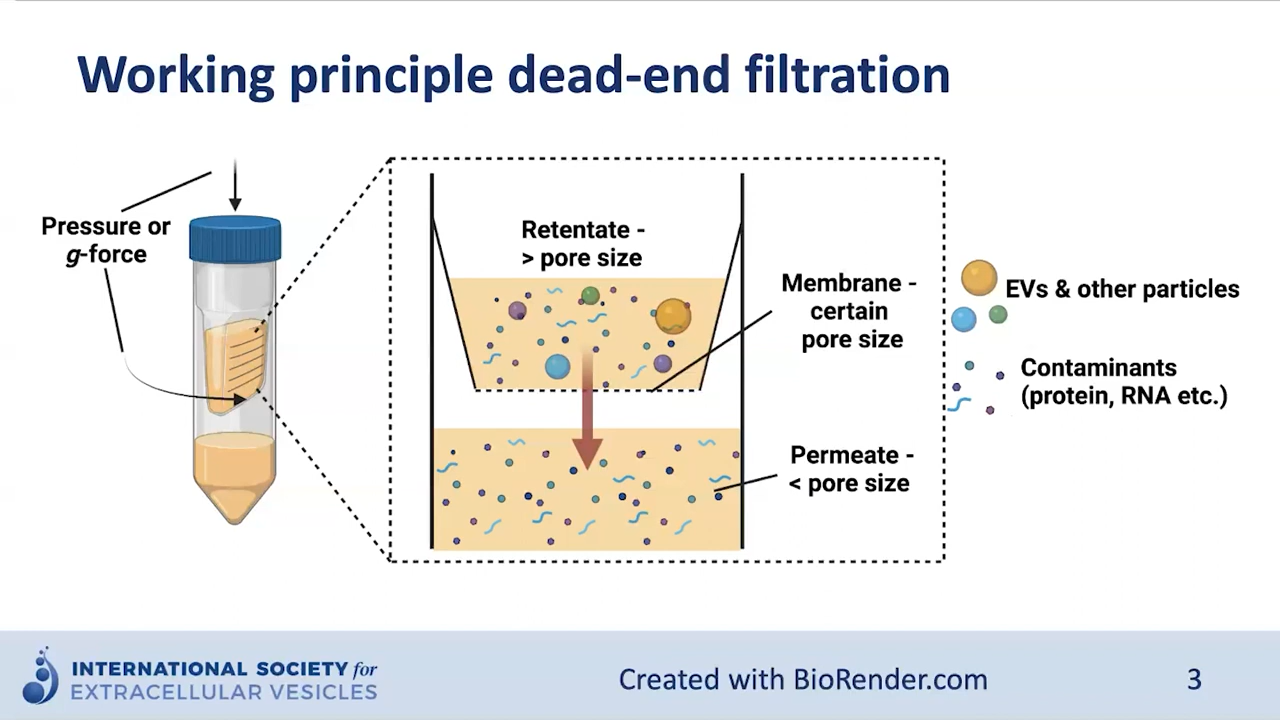 Working principle dead-end filtration
Pressure or
g-force
Retentate -
> pore size
Membrane -
certain
pore size
Permeate -
< pore size
EVs & other particles
Contaminants
(protein, RNA etc.)
INTERNATIONAL SOCIETY for
EXTRACELLULAR VESICLES
Created with BioRender.com
3